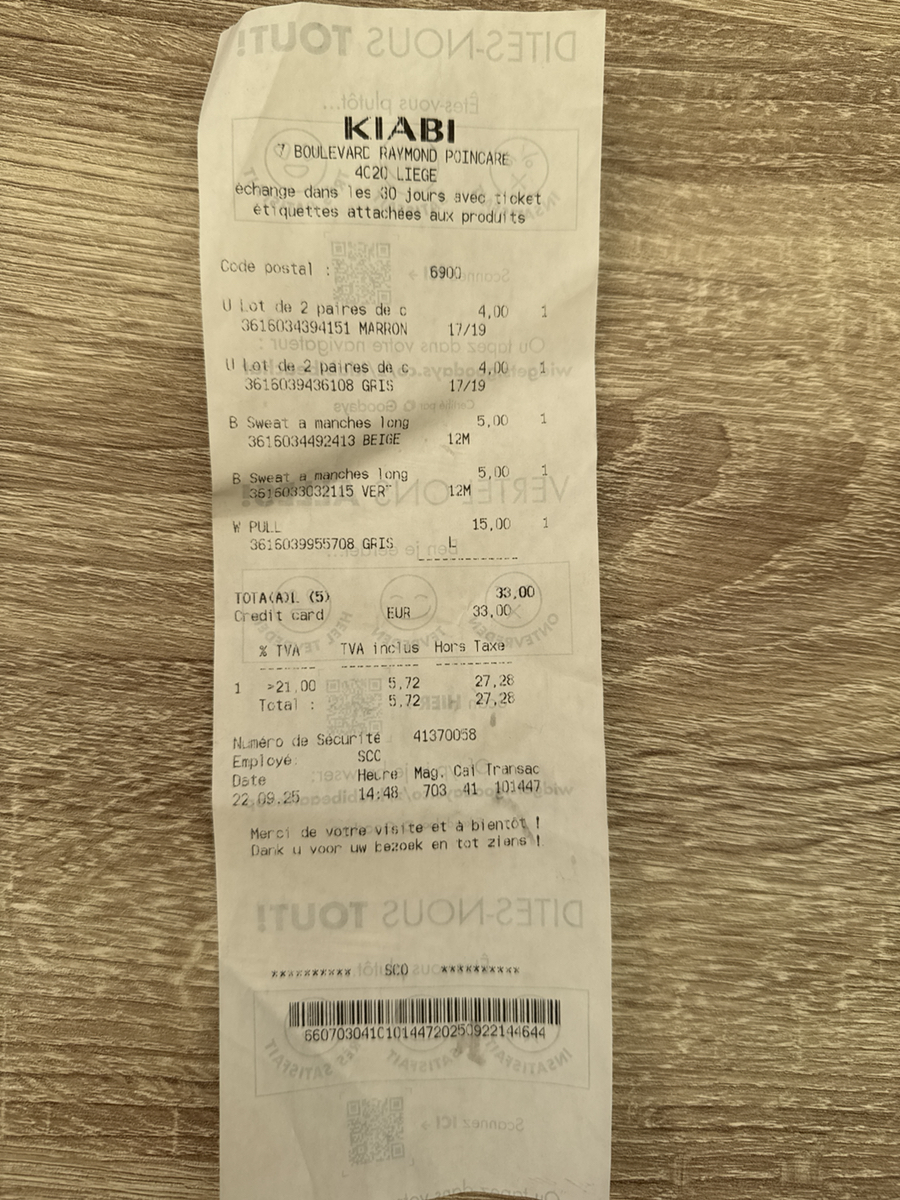 KIABI
7 BOULEVARD RAYMOND POINCARE
4020 LIEGE
échange dans les 30 jours avec ticket
étiquettes attachées aux produits
Code postal : 6900
U Lot de 2 paires de c 4,00 1
3616034394151 MARRON 17/19
U Lot de 2 paires de c 4,00 1
3616039436108 GRIS 17/19
B Sweat a manches long 5,00 1
3616034492413 BEIGE 12M
B Sweat a manches long 5,00 1
3616033032115 VERT 12M
W PULL 15,00 1
3616039955708 GRIS L
TOTA(A)L (5) 33,00
Credit card EUR 33,00
% TVA TVA inclus Hors Taxe
1 >21,00 5,72 27,28
Total : 5,72 27,28
Numéro de Sécurité 41370058
Employé: SCO
Date Heure Mag. Cai Transac
22.09.25 14:48 703 41 101447
Merci de votre visite et à bientôt !
Dank u voor uw bezoek en tot ziens !
********** SCO **********
660703041010144720250922144644